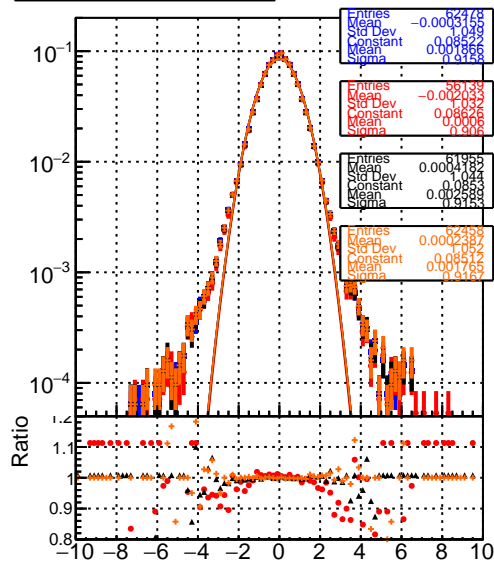 Entries 62478
Mean −0.0003155
Std Dev 1.049
Constant 0.08522
Mean 0.001866
Sigma 0.9158
Entries 56139
Mean −0.002033
Std Dev 1.032
Constant 0.08626
Mean 0.0006
Sigma 0.906
Entries 61955
Mean 0.0004182
Std Dev 1.044
Constant 0.0853
Mean 0.002589
Sigma 0.9153
Entries 62458
Mean 0.0002387
Std Dev 1.052
Constant 0.08512
Mean 0.001765
Sigma
10−1
10−2
10−3
10−4
Ratio
1.2
1.1
1
0.9
0.8
−10 −8 −6 −4 −2 0 2 4 6 8 10